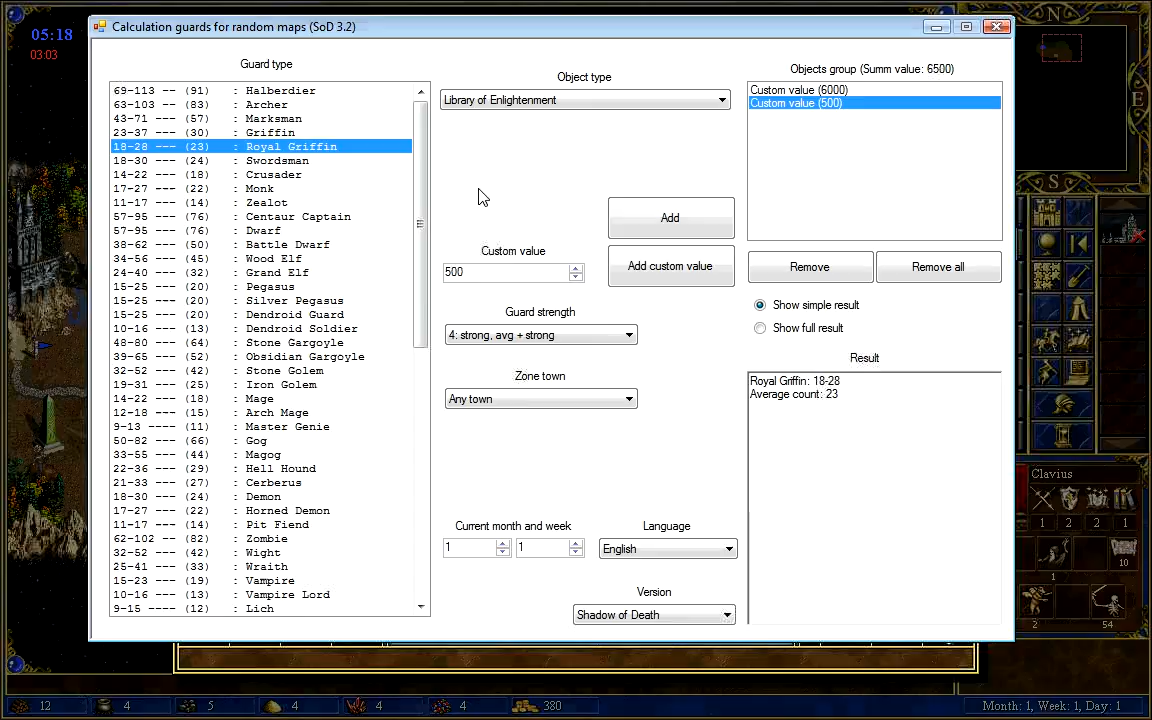 05:18
03:03
Calculation guards for random maps (SoD 3.2)
N
E
S
Guard type
69-113 -- (91) : Halberdier
63-103 -- (83) : Archer
43-71 --- (57) : Marksman
23-37 --- (30) : Griffin
18-28 --- (23) : Royal Griffin
18-30 --- (24) : Swordsman
14-22 --- (18) : Crusader
17-27 --- (22) : Monk
11-17 --- (14) : Zealot
57-95 --- (76) : Centaur Captain
57-95 --- (76) : Dwarf
38-62 --- (50) : Battle Dwarf
34-56 --- (45) : Wood Elf
24-40 --- (32) : Grand Elf
15-25 --- (20) : Pegasus
15-25 --- (20) : Silver Pegasus
15-25 --- (20) : Dendroid Guard
10-16 --- (13) : Dendroid Soldier
48-80 --- (64) : Stone Gargoyle
39-65 --- (52) : Obsidian Gargoyle
32-52 --- (42) : Stone Golem
19-31 --- (25) : Iron Golem
14-22 --- (18) : Mage
12-18 --- (15) : Arch Mage
9-13 ---- (11) : Master Genie
50-82 --- (66) : Gog
33-55 --- (44) : Magog
22-36 --- (29) : Hell Hound
21-33 --- (27) : Cerberus
18-30 --- (24) : Demon
17-27 --- (22) : Horned Demon
11-17 --- (14) : Pit Fiend
62-102 -- (82) : Zombie
32-52 --- (42) : Wight
25-41 --- (33) : Wraith
15-23 --- (19) : Vampire
10-16 --- (13) : Vampire Lord
9-15 ---- (12) : Lich
Object type
Library of Enlightenment
Add
Custom value
500
Add custom value
Guard strength
4: strong, avg + strong
Zone town
Any town
Current month and week
1
1
Language
English
Version
Shadow of Death
Objects group (Summ value: 6500)
Custom value (6000)
Custom value (500)
Remove
Remove all
Show simple result
Show full result
Result
Royal Griffin: 18-28
Average count: 23
Clavius
1 2 2 1
10
1
2 54
12 4 5 4 4 4 380
Month: 1, Week: 1, Day: 1